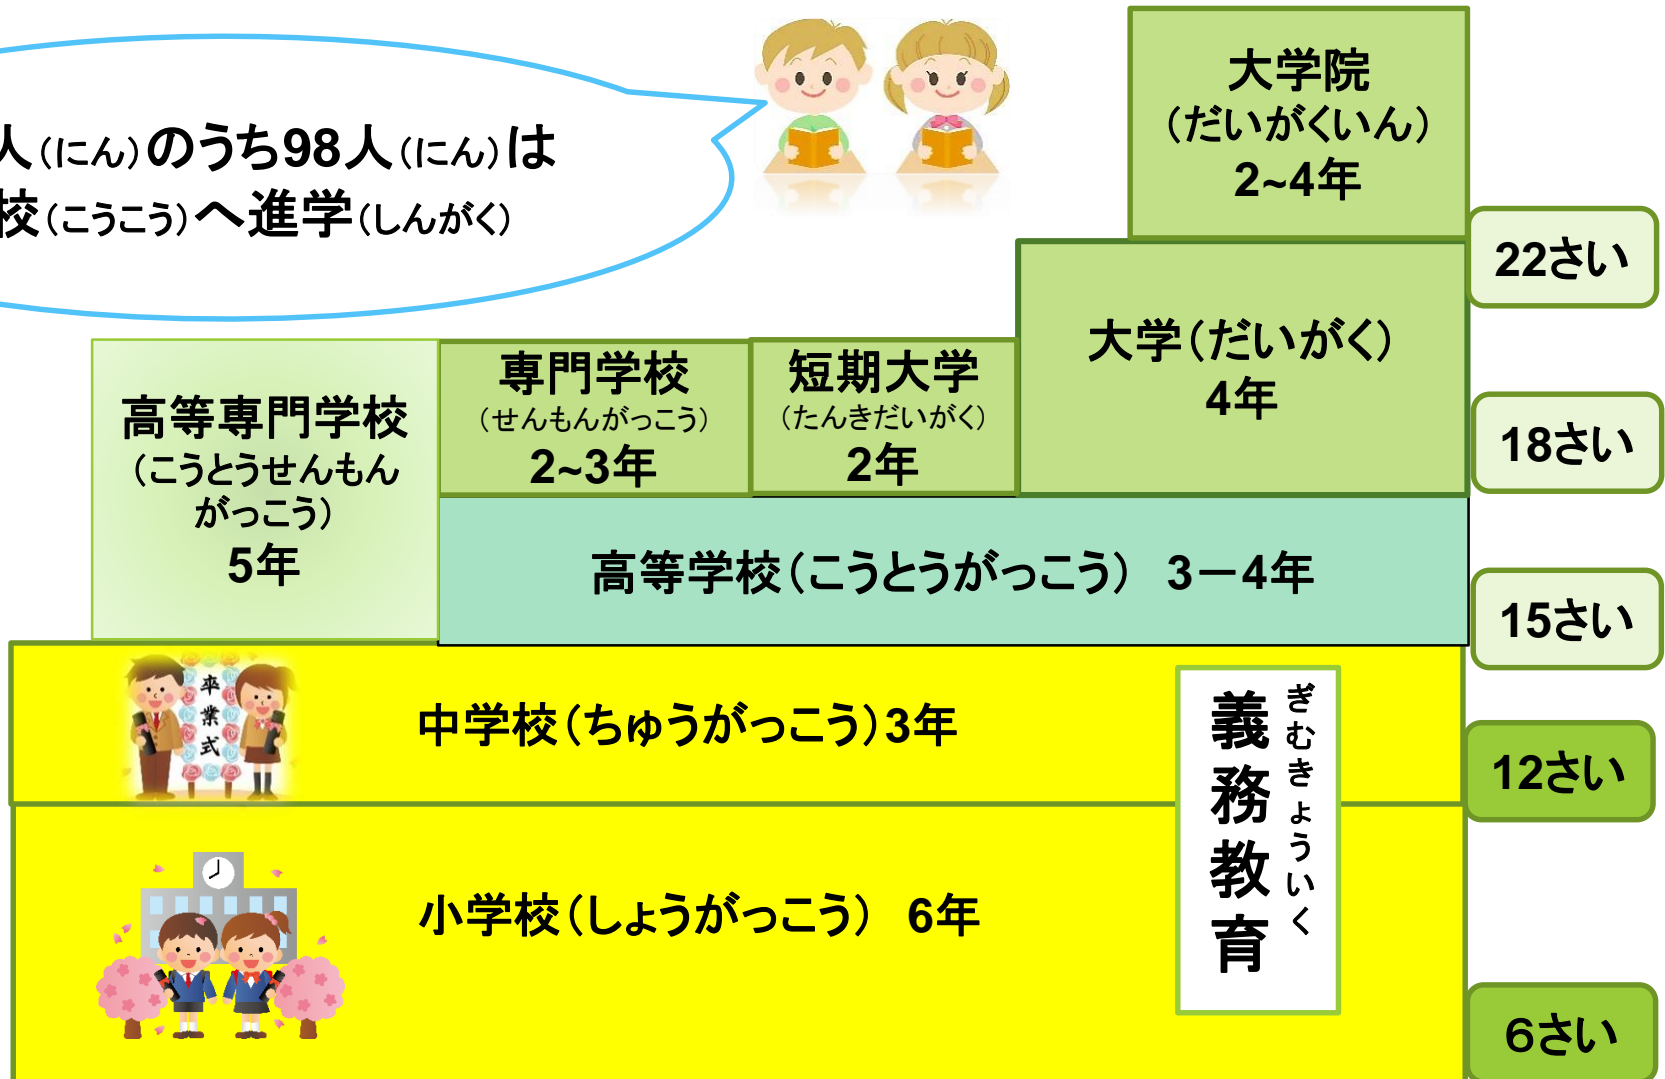 人(にん)のうち98人(にん)は
校(こうこう)へ進学(しんがく)
大学院
(だいがくいん)
2~4年
22さい
大学(だいがく)
4年
高等専門学校
(こうとうせんもん
がっこう)
5年
専門学校
(せんもんがっこう)
2~3年
短期大学
(たんきだいがく)
2年
18さい
高等学校(こうとうがっこう) 3ー4年
15さい
卒業式
中学校(ちゅうがっこう)3年
義務教育
ぎむきょういく
12さい
小学校(しょうがっこう) 6年
6さい